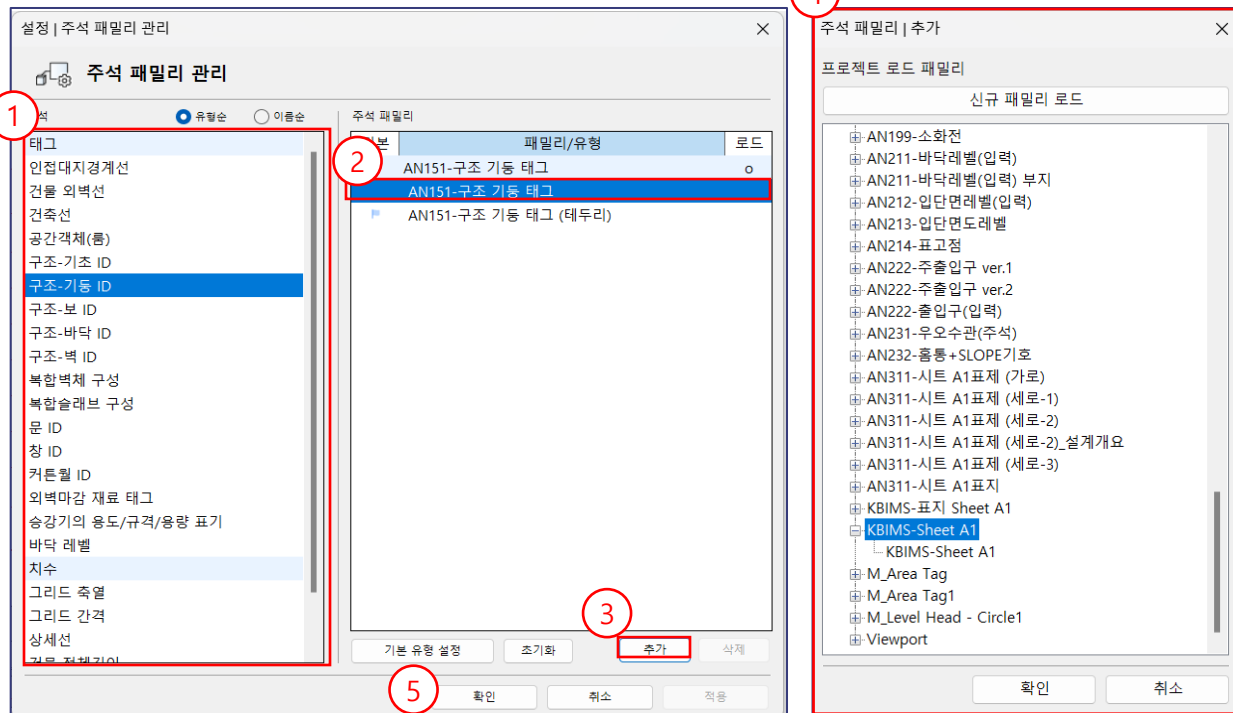 설정 | 주석 패밀리 관리
주석 패밀리 관리
1
석
유형순
이름순
태그
인접대지경계선
건물 외벽선
건축선
공간객체(룸)
구조-기초 ID
구조-기둥 ID
구조-보 ID
구조-바닥 ID
구조-벽 ID
복합벽체 구성
복합슬래브 구성
문 ID
창 ID
커튼월 ID
외벽마감 재료 태그
승강기의 용도/규격/용량 표기
바닥 레벨
치수
그리드 축열
그리드 간격
상세선
주석 패밀리
2
본
패밀리/유형
로드
AN151-구조 기둥 태그
o
AN151-구조 기둥 태그
AN151-구조 기둥 태그 (테두리)
3
기본 유형 설정
초기화
추가
삭제
5
확인
취소
적용
주석 패밀리 | 추가
프로젝트 로드 패밀리
신규 패밀리 로드
AN199-소화전
AN211-바닥레벨(입력)
AN211-바닥레벨(입력) 부지
AN212-입단면레벨(입력)
AN213-입단면도레벨
AN214-표고점
AN222-주출입구 ver.1
AN222-주출입구 ver.2
AN222-출입구(입력)
AN231-우오수관(주석)
AN232-홈통+SLOPE기호
AN311-시트 A1표제 (가로)
AN311-시트 A1표제 (세로-1)
AN311-시트 A1표제 (세로-2)
AN311-시트 A1표제 (세로-2)_설계개요
AN311-시트 A1표제 (세로-3)
AN311-시트 A1표지
KBIMS-표지 Sheet A1
KBIMS-Sheet A1
KBIMS-Sheet A1
M_Area Tag
M_Area Tag1
M_Level Head - Circle1
Viewport
확인
취소